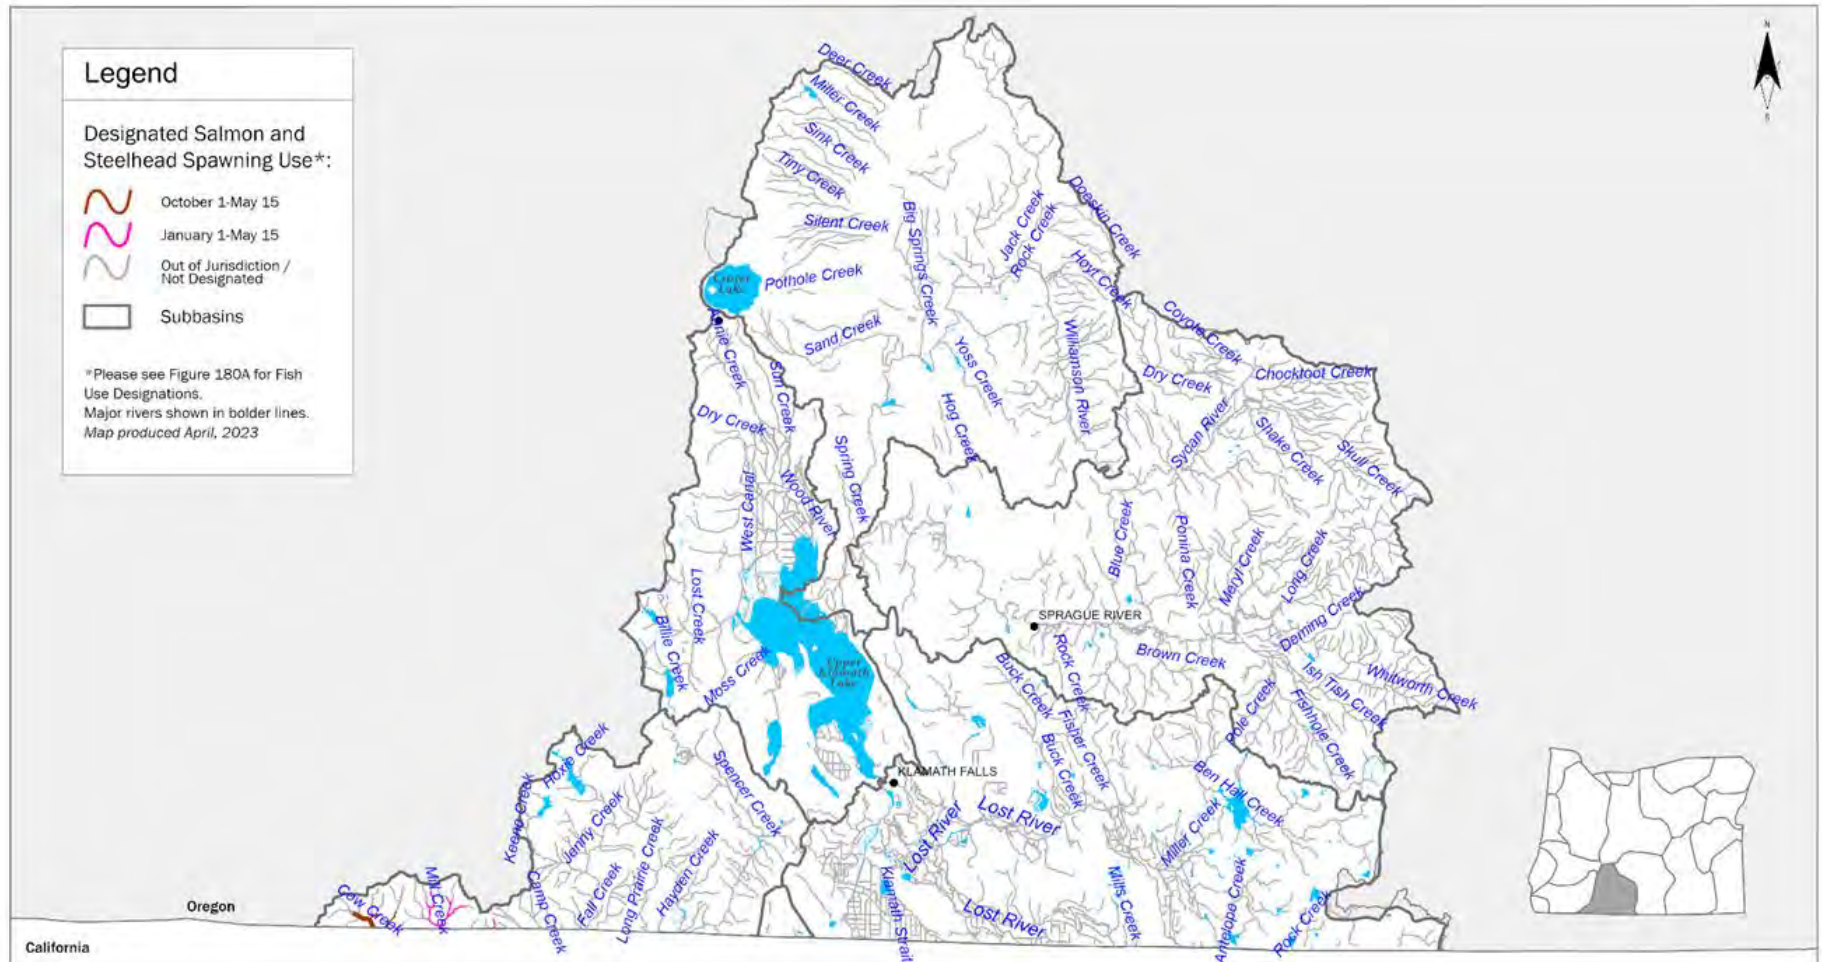 Legend
Designated Salmon and
Steelhead Spawning Use*:
October 1-May 15
January 1-May 15
Out of Jurisdiction /
Not Designated
Subbasins
*Please see Figure 180A for Fish
Use Designations.
Major rivers shown in bolder lines.
Map produced April, 2023
N
S
Deer Creek
Miller Creek
Sink Creek
Tiny Creek
Silent Creek
Big Springs Creek
Jack Creek
Rock Creek
Doeskin Creek
Hoyt Creek
Crater
Lake
Pothole Creek
Sand Creek
Creek
Sun Creek
Yoss Creek
Williamson River
Coyote Creek
Dry Creek
Chocktoot Creek
Dry Creek
Hog Creek
Sycan River
Shake Creek
Skull Creek
Spring Creek
West Canal
Wood River
Blue Creek
Ponina Creek
Meryl Creek
Long Creek
Lost Creek
Billie Creek
SPRAGUE RIVER
Deming Creek
Moss Creek
Upper
Klamath
Lake
Buck Creek
Rock Creek
Brown Creek
Ish Tish Creek
Whitworth Creek
Pole Creek
Fishhole Creek
Fisher Creek
Buck Creek
Hoxie Creek
Keene Creek
Spencer Creek
KLAMATH FALLS
Ben Hall Creek
Jenny Creek
Lost River
Lost River
Miller Creek
Long Prairie Creek
Hayden Creek
Fall Creek
Camp Creek
Mill Creek
Cow Creek
Klamath Strait
Lost River
Mills Creek
Antelope Creek
Rock Creek
Oregon
California